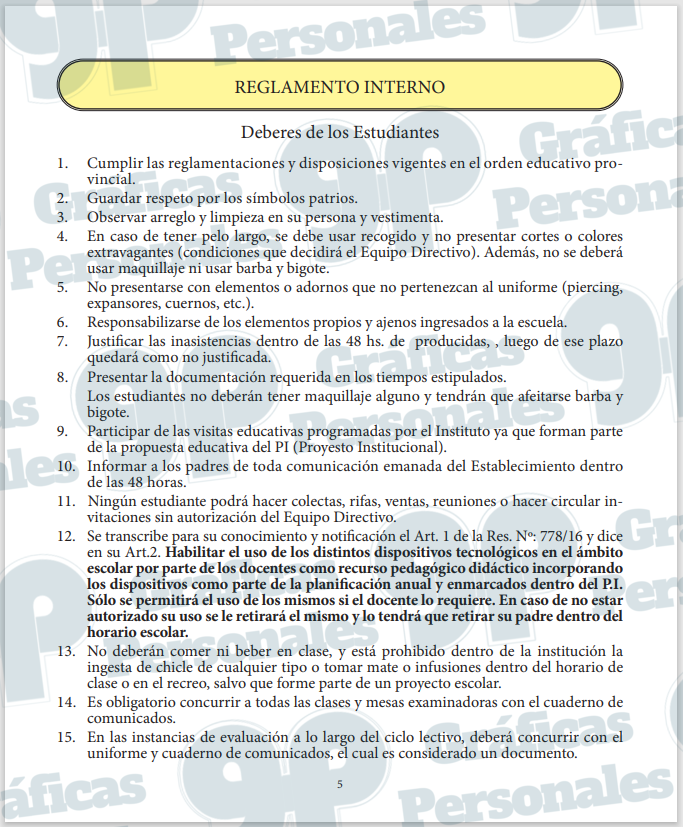 Gráficas Personales
REGLAMENTO INTERNO
Deberes de los Estudiantes
1. Cumplir las reglamentaciones y disposiciones vigentes en el orden educativo pro-
vincial.
2. Guardar respeto por los símbolos patrios.
3. Observar arreglo y limpieza en su persona y vestimenta.
4. En caso de tener pelo largo, se debe usar recogido y no presentar cortes o colores
extravagantes (condiciones que decidirá el Equipo Directivo). Además, no se deberá
usar maquillaje ni usar barba y bigote.
5. No presentarse con elementos o adornos que no pertenezcan al uniforme (piercing,
expansores, cuernos, etc.).
6. Responsabilizarse de los elementos propios y ajenos ingresados a la escuela.
7. Justificar las inasistencias dentro de las 48 hs. de producidas, , luego de ese plazo
quedará como no justificada.
8. Presentar la documentación requerida en los tiempos estipulados.
Los estudiantes no deberán tener maquillaje alguno y tendrán que afeitarse barba y
bigote.
9. Participar de las visitas educativas programadas por el Instituto ya que forman parte
de la propuesta educativa del PI (Proyesto Institucional).
10. Informar a los padres de toda comunicación emanada del Establecimiento dentro
de las 48 horas.
11. Ningún estudiante podrá hacer colectas, rifas, ventas, reuniones o hacer circular in-
vitaciones sin autorización del Equipo Directivo.
12. Se transcribe para su conocimiento y notificación el Art. 1 de la Res. Nº: 778/16 y dice
en su Art.2. Habilitar el uso de los distintos dispositivos tecnológicos en el ámbito
escolar por parte de los docentes como recurso pedagógico didáctico incorporando
los dispositivos como parte de la planificación anual y enmarcados dentro del P.I.
Sólo se permitirá el uso de los mismos si el docente lo requiere. En caso de no estar
autorizado su uso se le retirará el mismo y lo tendrá que retirar su padre dentro del
horario escolar.
13. No deberán comer ni beber en clase, y está prohibido dentro de la institución la
ingesta de chicle de cualquier tipo o tomar mate o infusiones dentro del horario de
clase o en el recreo, salvo que forme parte de un proyecto escolar.
14. Es obligatorio concurrir a todas las clases y mesas examinadoras con el cuaderno de
comunicados.
15. En las instancias de evaluación a lo largo del ciclo lectivo, deberá concurrir con el
uniforme y cuaderno de comunicados, el cual es considerado un documento.
5